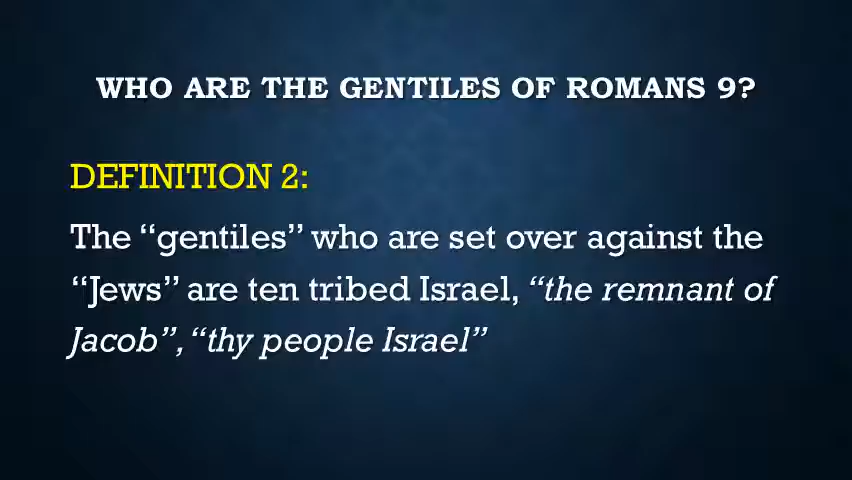 WHO ARE THE GENTILES OF ROMANS 9?
DEFINITION 2:
The “gentiles” who are set over against the
“Jews” are ten tribed Israel, “the remnant of
Jacob”, “thy people Israel”